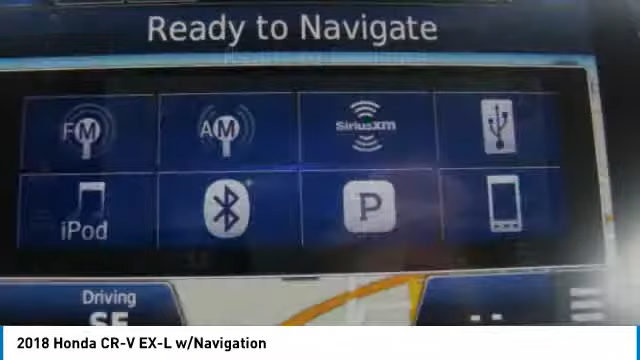 Ready to Navigate
FM
AM
SiriusXM
iPod
P
Driving
2018 Honda CR-V EX-L w/Navigation